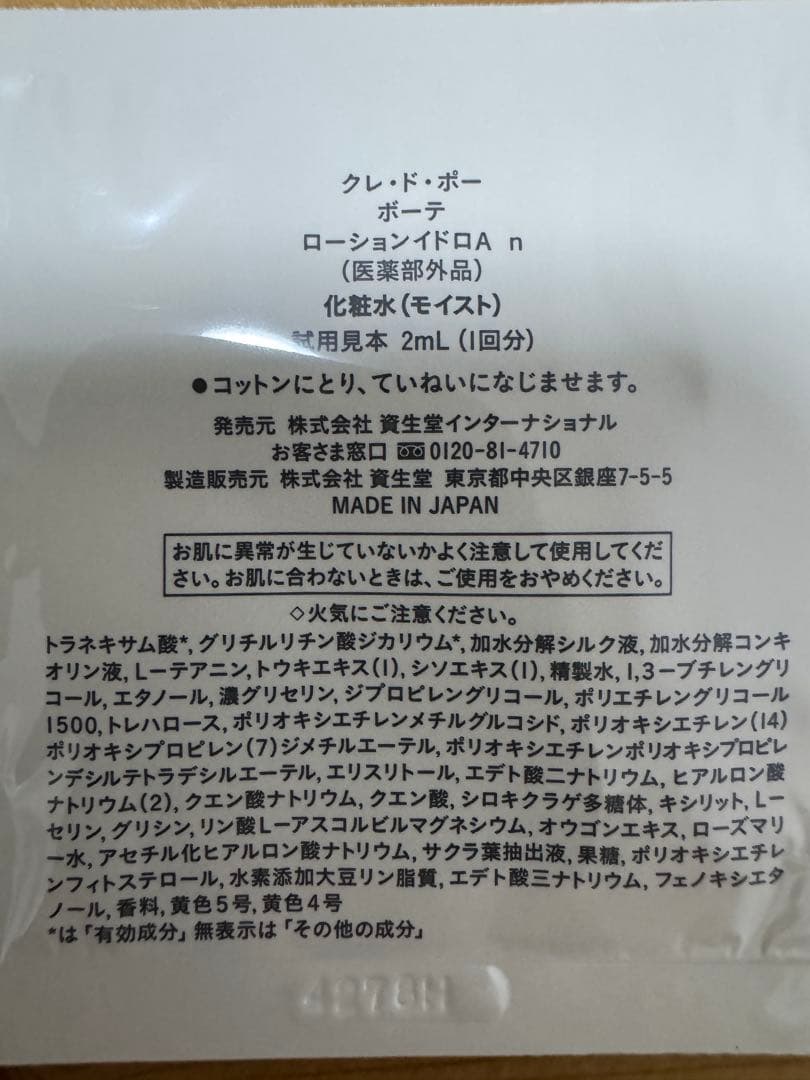 クレ・ド・ポー
ボーテ
ローションイドロA n
(医薬部外品)
化粧水(モイスト)
試用見本 2mL (1回分)
●コットンにとり、ていねいになじませます。
発売元 株式会社 資生堂インターナショナル
お客さま窓口 0120-81-4710
製造販売元 株式会社 資生堂 東京都中央区銀座7-5-5
MADE IN JAPAN
お肌に異常が生じていないかよく注意して使用してくだ
さい。お肌に合わないときは、ご使用をおやめください。
◇火気にご注意ください。
トラネキサム酸*, グリチルリチン酸ジカリウム*, 加水分解シルク液, 加水分解コンキ
オリン液, L-テアニン, トウキエキス(1), シソエキス(1), 精製水, 1,3-ブチレングリ
コール, エタノール, 濃グリセリン, ジプロピレングリコール, ポリエチレングリコール
1500, トレハロース, ポリオキシエチレンメチルグルコシド, ポリオキシエチレン(14)
ポリオキシプロピレン(7)ジメチルエーテル, ポリオキシエチレンポリオキシプロピレ
ンデシルテトラデシルエーテル, エリスリトール, エデト酸二ナトリウム, ヒアルロン酸
ナトリウム(2), クエン酸ナトリウム, クエン酸, シロキクラゲ多糖体, キシリット, L-
セリン, グリシン, リン酸L-アスコルビルマグネシウム, オウゴンエキス, ローズマリ
ー水, アセチル化ヒアルロン酸ナトリウム, サクラ葉抽出液, 果糖, ポリオキシエチレ
ンフィトステロール, 水素添加大豆リン脂質, エデト酸三ナトリウム, フェノキシエタ
ノール, 香料, 黄色5号, 黄色4号
*は「有効成分」無表示は「その他の成分」